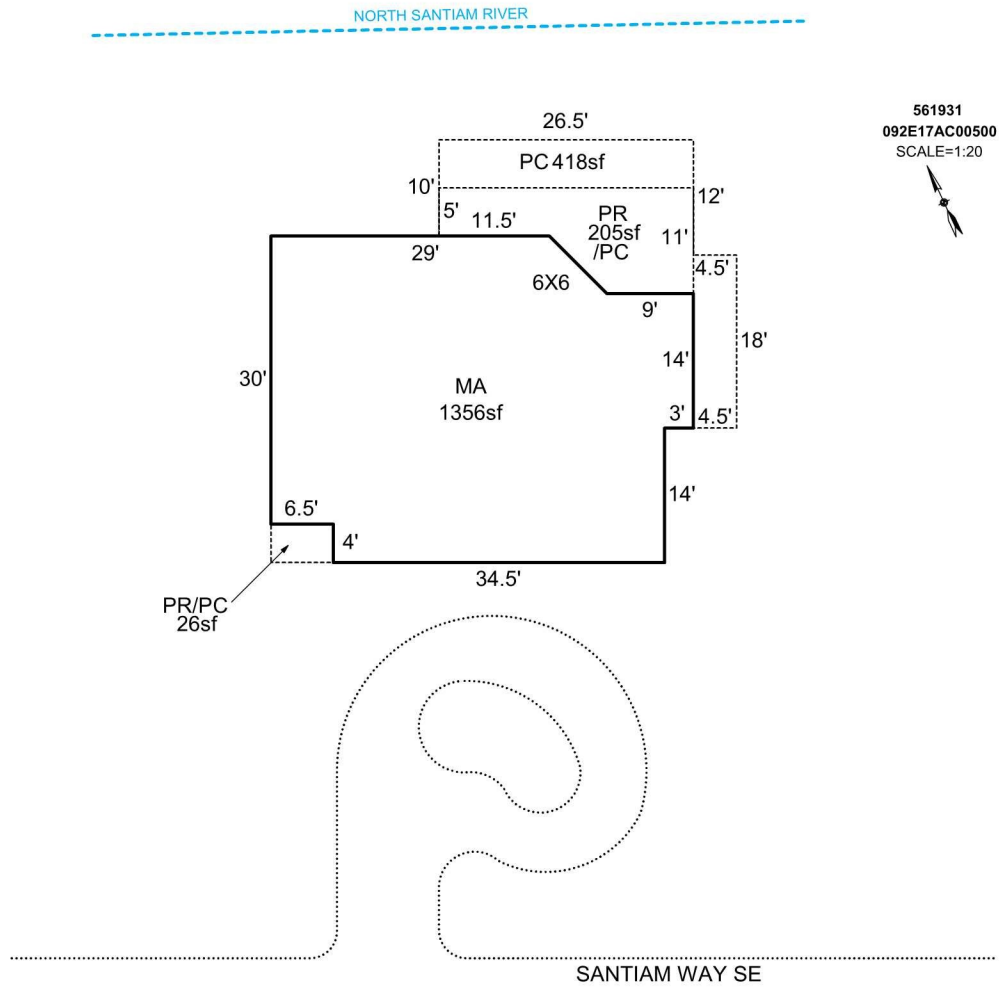 NORTH SANTIAM RIVER
561931
092E17AC00500
SCALE=1:20
26.5'
PC 418sf
10'
12'
5'
11.5'
PR
205sf
/PC
11'
29'
4.5'
6X6
9'
18'
14'
30'
MA
1356sf
3'
4.5'
14'
6.5'
4'
34.5'
PR/PC
26sf
SANTIAM WAY SE